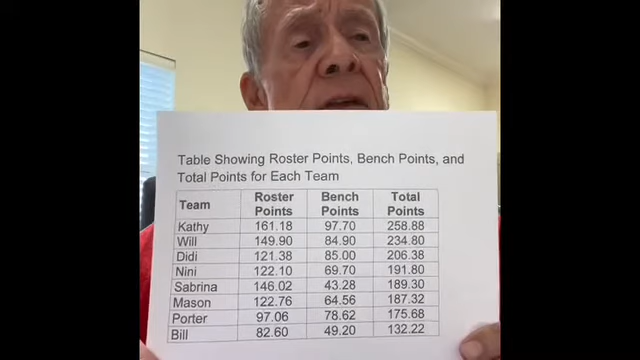 Table Showing Roster Points, Bench Points, and
Total Points for Each Team
Team Roster Points Bench Points Total Points
Kathy 161.18 97.70 258.88
Will 149.90 84.90 234.80
Didi 121.38 85.00 206.38
Nini 122.10 69.70 191.80
Sabrina 146.02 43.28 189.30
Mason 122.76 64.56 187.32
Porter 97.06 78.62 175.68
Bill 82.60 49.20 132.22